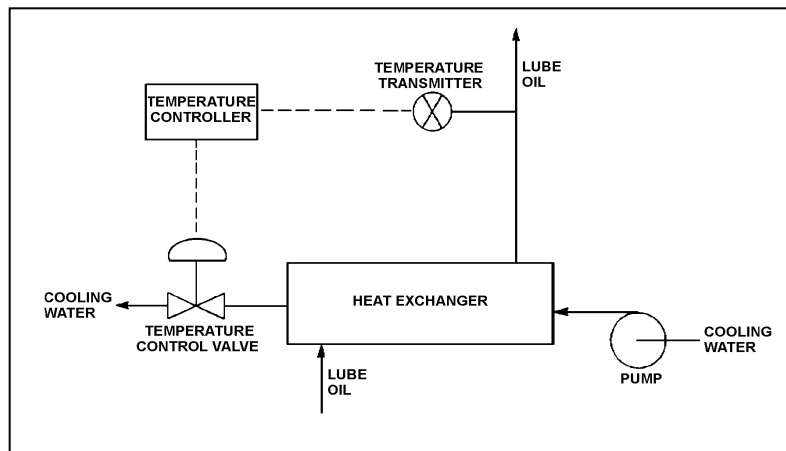 TEMPERATURE
TRANSMITTER
LUBE
OIL
TEMPERATURE
CONTROLLER
COOLING
WATER
TEMPERATURE
CONTROL VALVE
HEAT EXCHANGER
LUBE
OIL
COOLING
WATER
PUMP